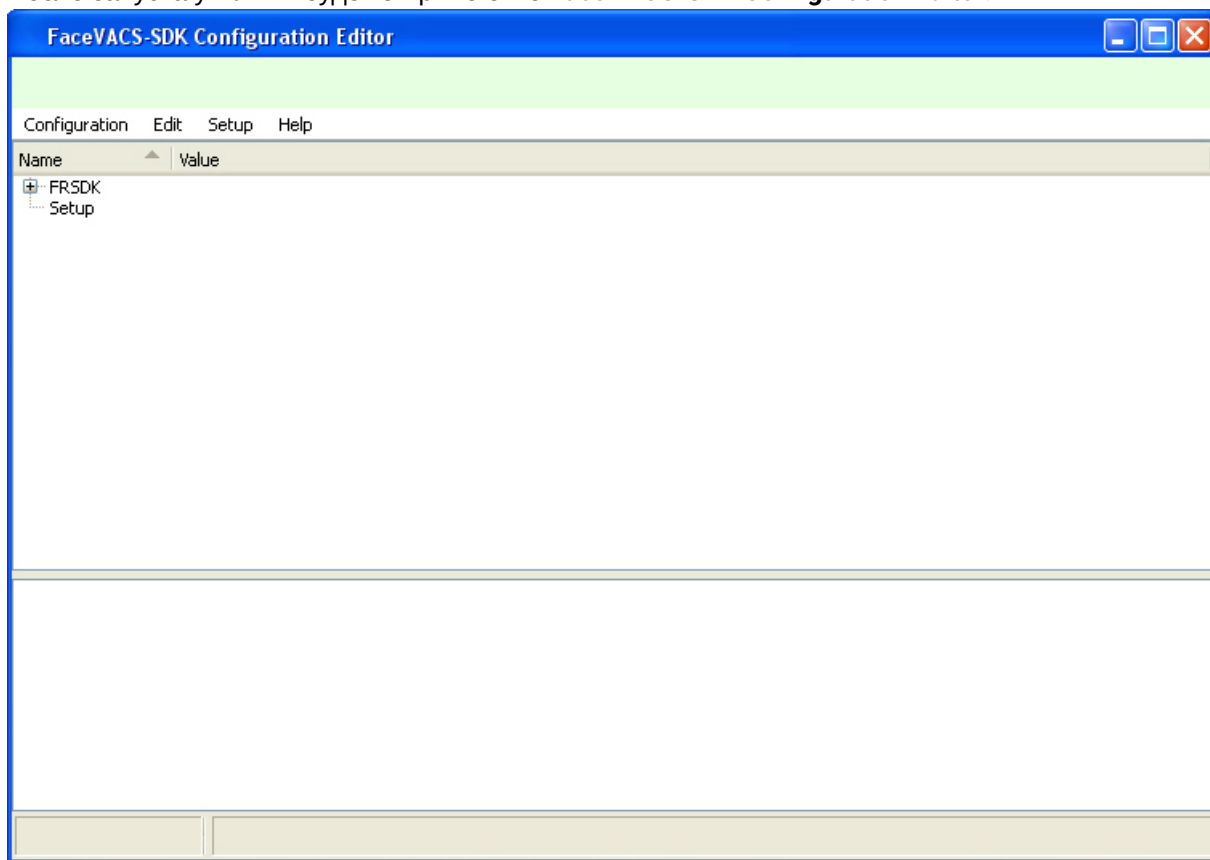 FaceVACS-SDK Configuration Editor
Configuration Edit Setup Help
Name Value
FRSDK
Setup